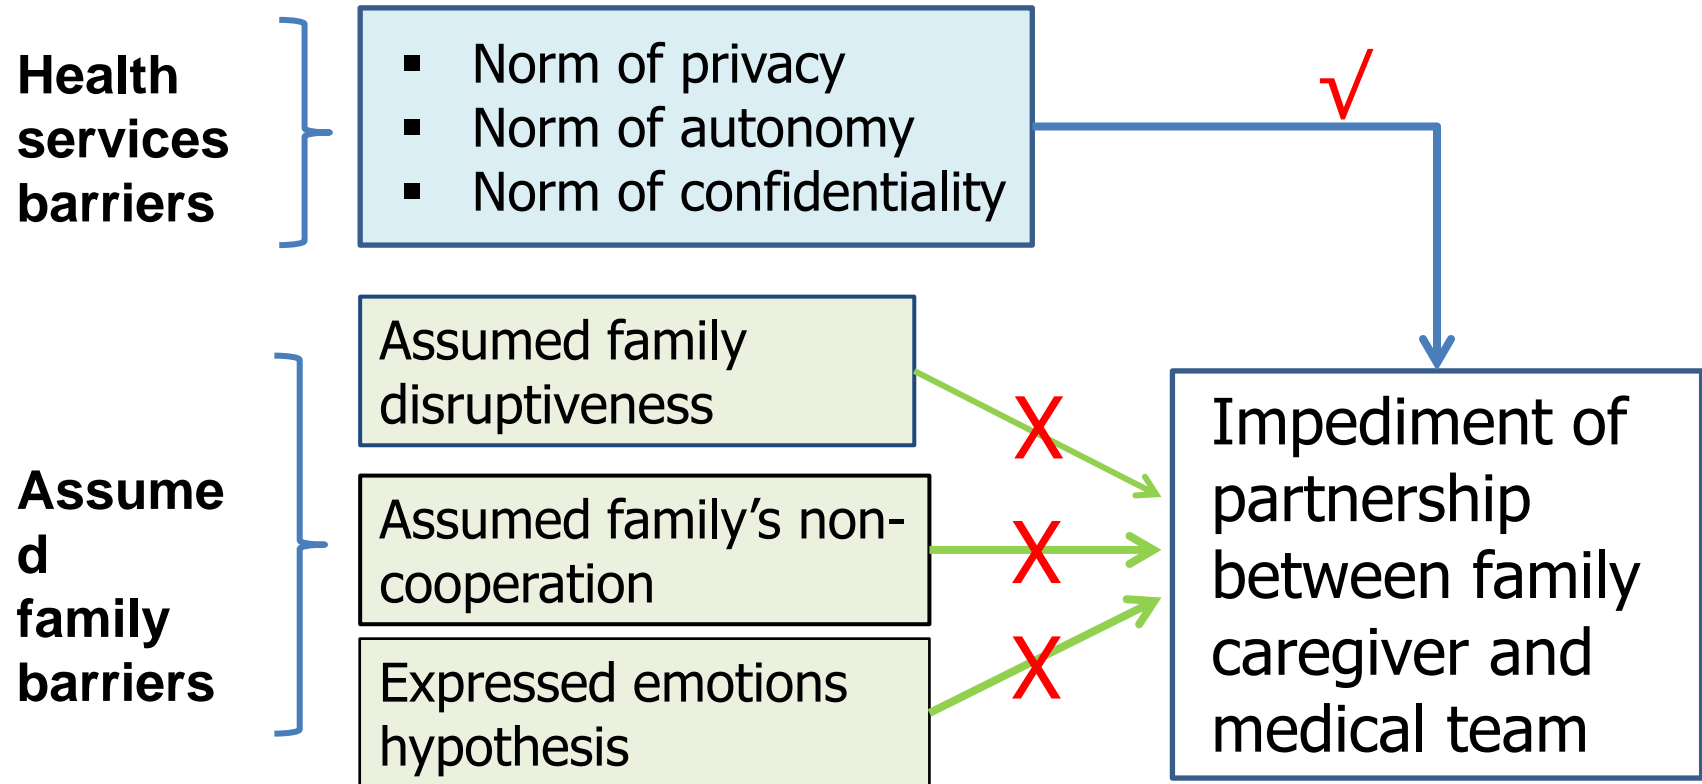 Health
services
barriers
▪ Norm of privacy
▪ Norm of autonomy
▪ Norm of confidentiality
√
Assume
d
family
barriers
Assumed family
disruptiveness
X
Assumed family’s non-
cooperation
X
Expressed emotions
hypothesis
X
Impediment of
partnership
between family
caregiver and
medical team